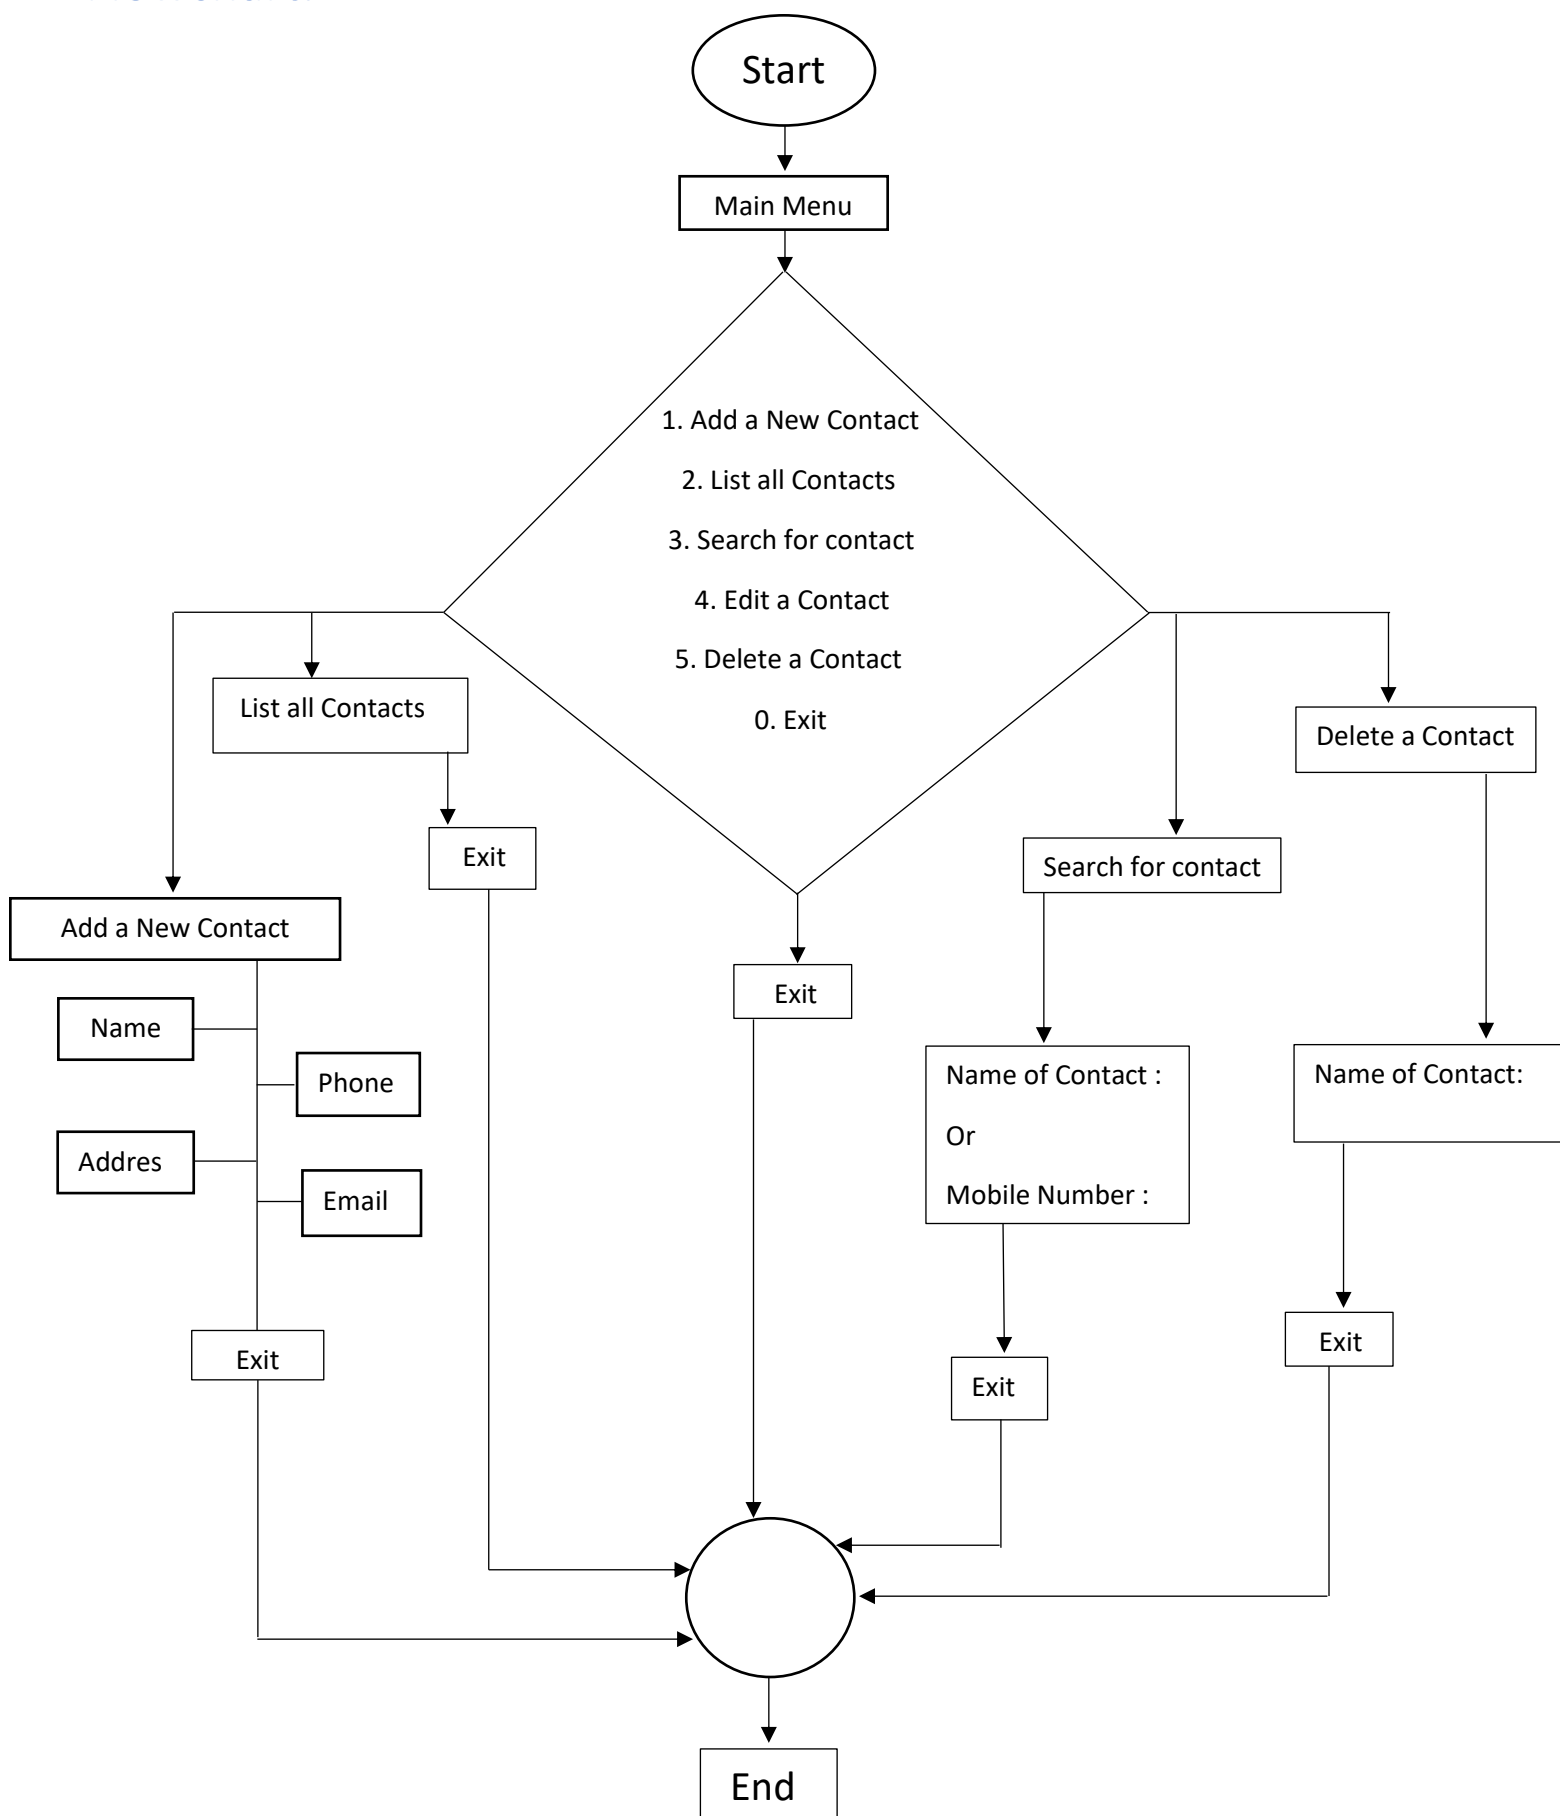 Start
Main Menu
1. Add a New Contact
2. List all Contacts
3. Search for contact
4. Edit a Contact
5. Delete a Contact
0. Exit
List all Contacts
Exit
Add a New Contact
Name
Phone
Addres
Email
Exit
Exit
Search for contact
Name of Contact :
Or
Mobile Number :
Exit
Delete a Contact
Name of Contact:
Exit
End